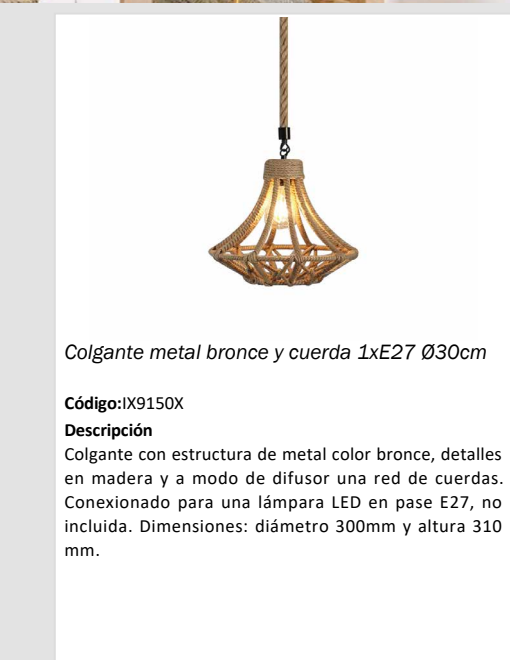 Colgante metal bronce y cuerda 1xE27 Ø30cm
Código:IX9150X
Descripción
Colgante con estructura de metal color bronce, detalles
en madera y a modo de difusor una red de cuerdas.
Conexionado para una lámpara LED en pase E27, no
incluida. Dimensiones: diámetro 300mm y altura 310
mm.